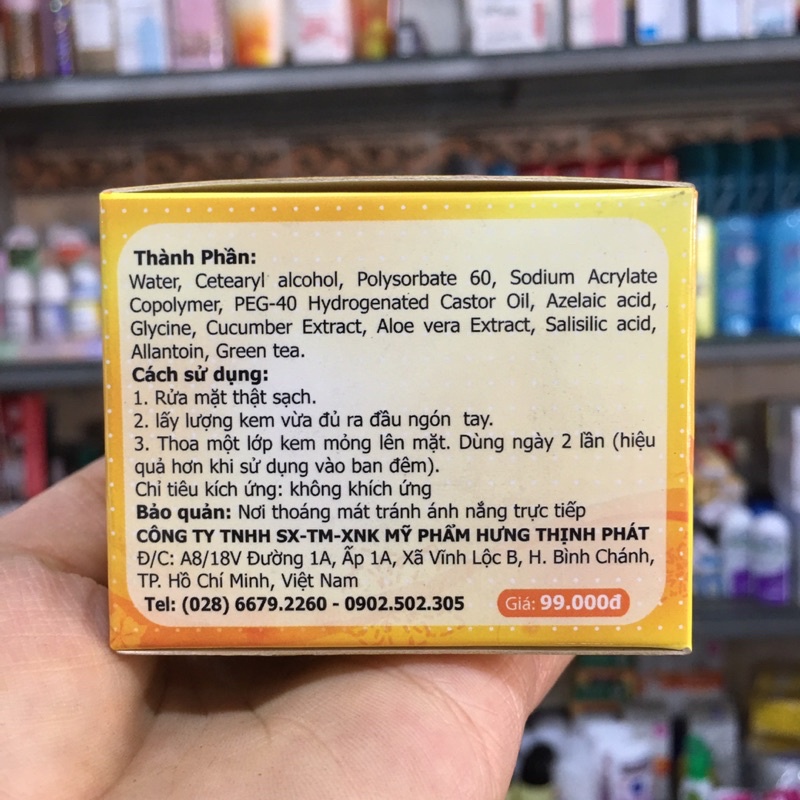 Thành Phần:
Water, Cetearyl alcohol, Polysorbate 60, Sodium Acrylate
Copolymer, PEG-40 Hydrogenated Castor Oil, Azelaic acid,
Glycine, Cucumber Extract, Aloe vera Extract, Salisilic acid,
Allantoin, Green tea.
Cách sử dụng:
1. Rửa mặt thật sạch.
2. lấy lượng kem vừa đủ ra đầu ngón tay.
3. Thoa một lớp kem mỏng lên mặt. Dùng ngày 2 lần (hiệu
quả hơn khi sử dụng vào ban đêm).
Chỉ tiêu kích ứng: không khích ứng
Bảo quản: Nơi thoáng mát tránh ánh nắng trực tiếp
CÔNG TY TNHH SX-TM-XNK MỸ PHẨM HƯNG THỊNH PHÁT
Đ/C: A8/18V Đường 1A, Ấp 1A, Xã Vĩnh Lộc B, H. Bình Chánh,
TP. Hồ Chí Minh, Việt Nam
Tel: (028) 6679.2260 - 0902.502.305
Giá: 99.000đ